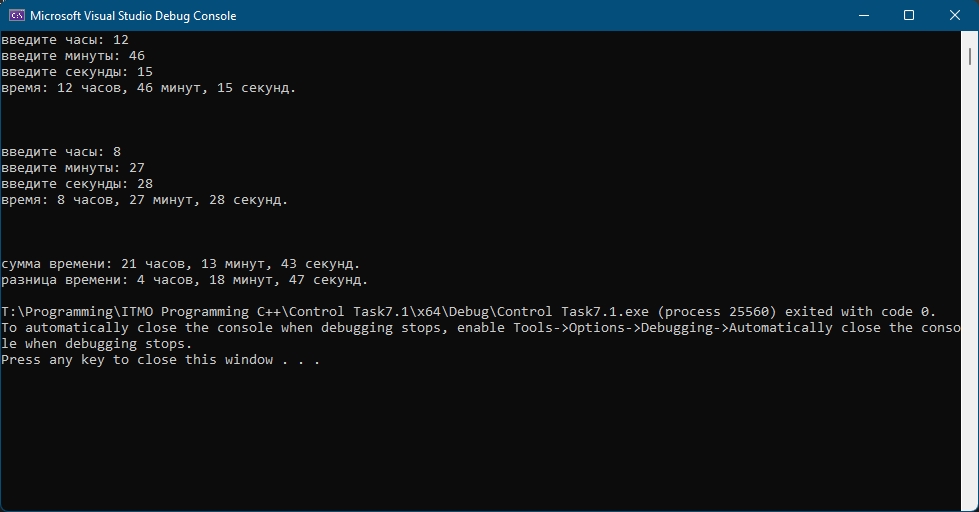 Microsoft Visual Studio Debug Console
введите часы: 12
введите минуты: 46
введите секунды: 15
время: 12 часов, 46 минут, 15 секунд.
введите часы: 8
введите минуты: 27
введите секунды: 28
время: 8 часов, 27 минут, 28 секунд.
сумма времени: 21 часов, 13 минут, 43 секунд.
разница времени: 4 часов, 18 минут, 47 секунд.
T:\Programming\ITMO Programming C++\Control Task7.1\x64\Debug\Control Task7.1.exe (process 25560) exited with code 0.
To automatically close the console when debugging stops, enable Tools->Options->Debugging->Automatically close the conso
le when debugging stops.
Press any key to close this window . . .